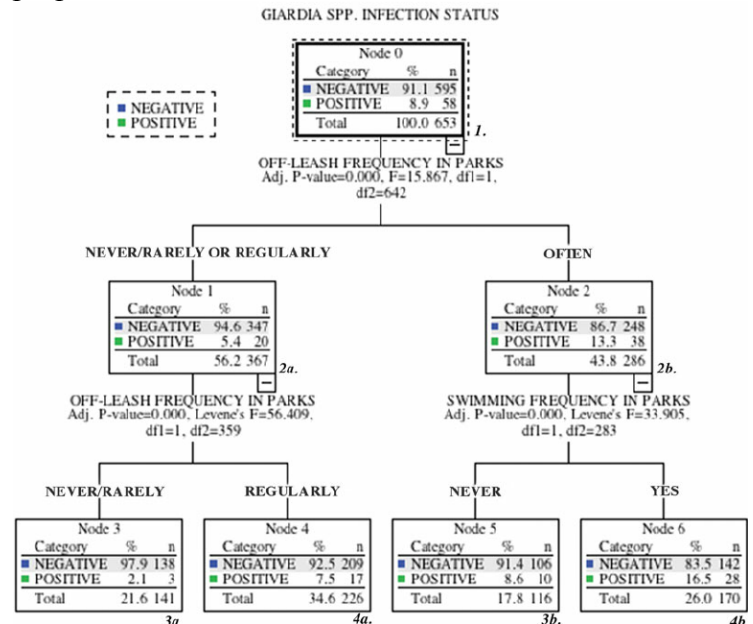 GIARDIA SPP. INFECTION STATUS
NEGATIVE
POSITIVE
Node 0
Category % n
NEGATIVE 91.1 595
POSITIVE 8.9 58
Total 100.0 653
1.
OFF-LEASH FREQUENCY IN PARKS
Adj. P-value=0.000, F=15.867, df1=1,
df2=642
NEVER/RARELY OR REGULARLY
OFTEN
Node 1
Category % n
NEGATIVE 94.6 347
POSITIVE 5.4 20
Total 56.2 367
2a.
Node 2
Category % n
NEGATIVE 86.7 248
POSITIVE 13.3 38
Total 43.8 286
2b.
OFF-LEASH FREQUENCY IN PARKS
Adj. P-value=0.000, Levene's F=56.409,
df1=1, df2=359
SWIMMING FREQUENCY IN PARKS
Adj. P-value=0.000, Levene's F=33.905,
df1=1, df2=283
NEVER/RARELY
REGULARLY
NEVER
YES
Node 3
Category % n
NEGATIVE 97.9 138
POSITIVE 2.1 3
Total 21.6 141
3a
Node 4
Category % n
NEGATIVE 92.5 209
POSITIVE 7.5 17
Total 34.6 226
4a.
Node 5
Category % n
NEGATIVE 91.4 106
POSITIVE 8.6 10
Total 17.8 116
3b.
Node 6
Category % n
NEGATIVE 83.5 142
POSITIVE 16.5 28
Total 26.0 170
4b